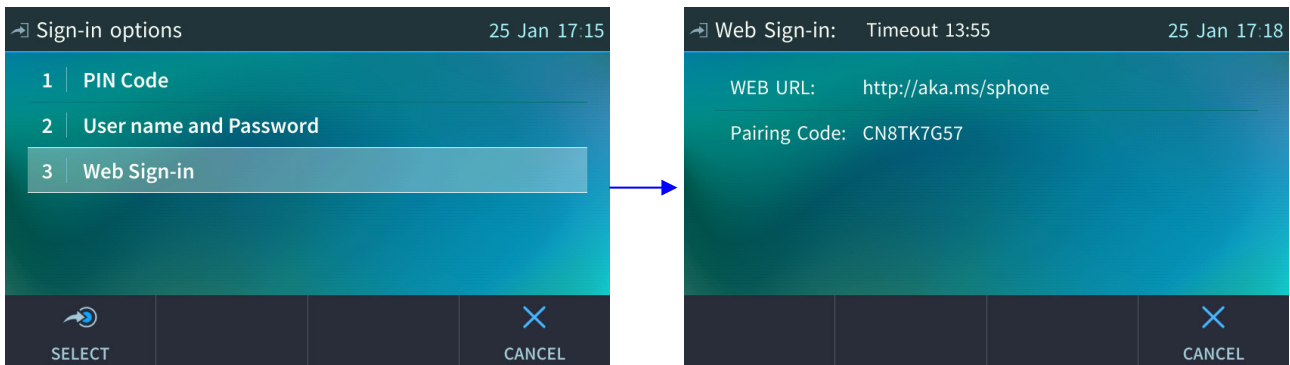 Sign-in options 25 Jan 17:15
1 PIN Code
2 User name and Password
3 Web Sign-in
SELECT CANCEL
Web Sign-in: Timeout 13:55 25 Jan 17:18
WEB URL: http://aka.ms/sphone
Pairing Code: CN8TK7G57
CANCEL